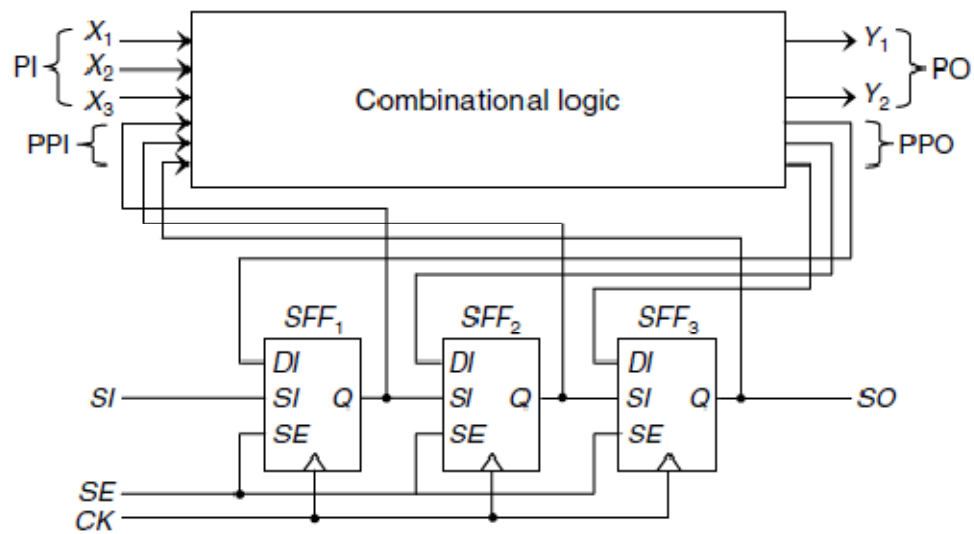 X₁ Y₁
PI X₂ PO
X₃ Combinational logic Y₂
PPI PPO
SFF₁ SFF₂ SFF₃
DI DI DI
SI SI Q SI Q SI Q SO
SE SE SE
SE
CK